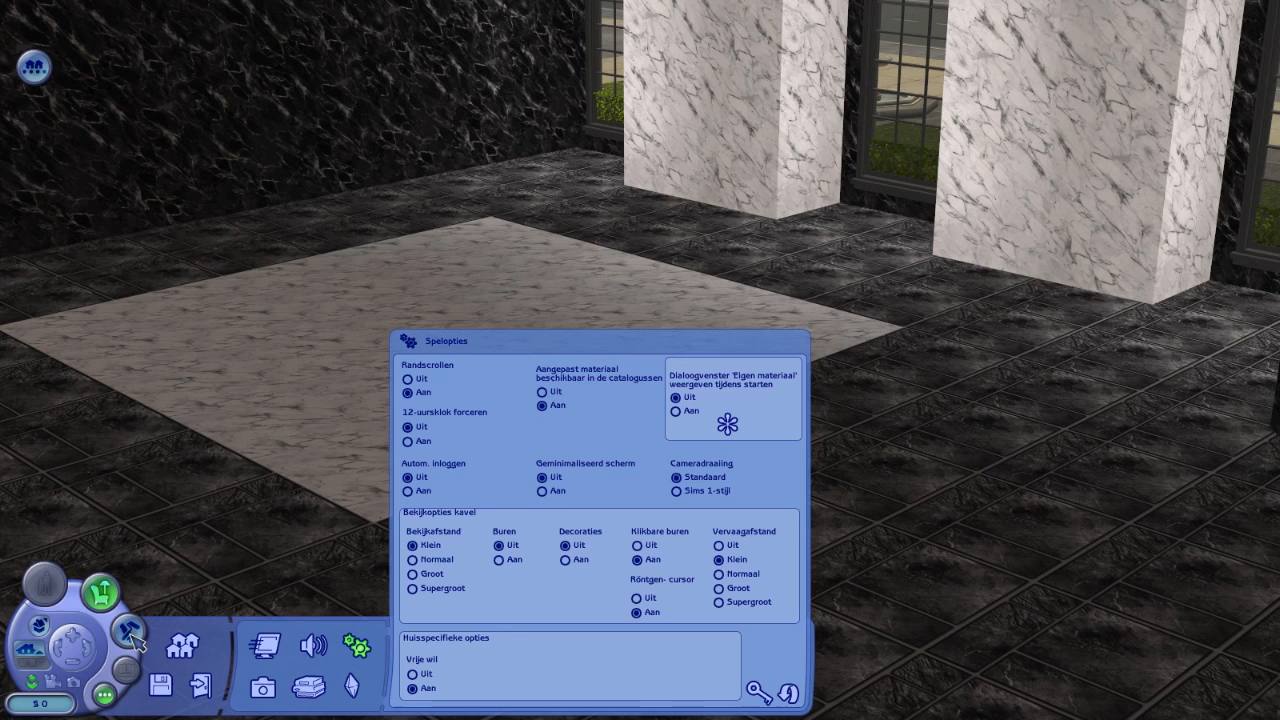 Spelopties
Randscrollen
Uit
Aan
12-uursklok forceren
Uit
Aan
Aangepast materiaal
beschikbaar in de catalogussen
Uit
Aan
Dialoogvenster 'Eigen materiaal'
weergeven tijdens starten
Uit
Aan
Autom. inloggen
Uit
Aan
Geminimaliseerd scherm
Uit
Aan
Cameradraaiing
Standaard
Sims 1-stijl
Bekijkopties kavel
Bekijkafstand
Klein
Normaal
Groot
Supergroot
Buren
Uit
Aan
Decoraties
Uit
Aan
Klikbare buren
Uit
Aan
Röntgen- cursor
Uit
Aan
Vervaagafstand
Uit
Klein
Normaal
Groot
Supergroot
Huisspecifieke opties
Vrije wil
Uit
Aan
§0